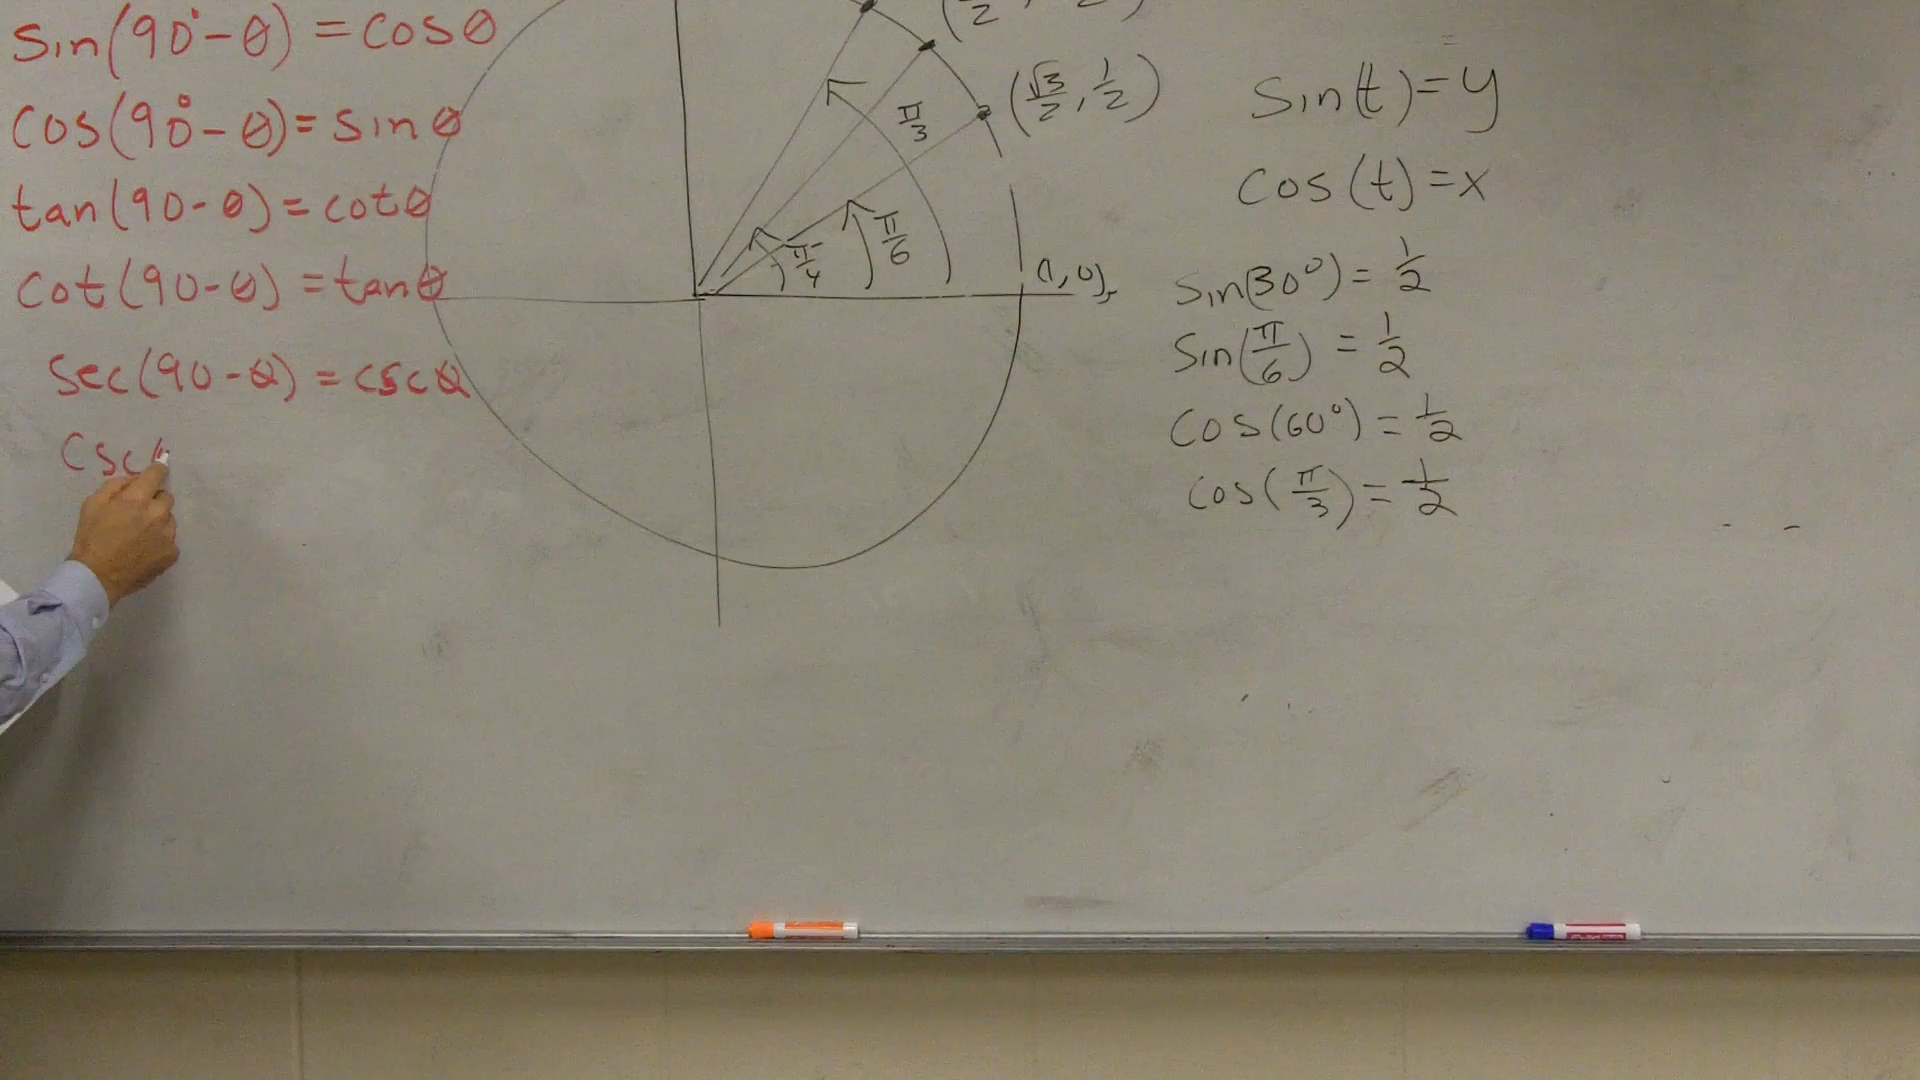 sin(90°-θ) = cosθ
cos(90°-θ) = sinθ
tan(90-θ) = cotθ
cot(90-θ) = tanθ
sec(90-θ) = cscθ
csc(
(√3/2, 1/2)
π/3
π/6
π/4
(1,0)
sin(t) = y
cos(t) = x
sin(30°) = 1/2
sin(π/6) = 1/2
cos(60°) = 1/2
cos(π/3) = 1/2